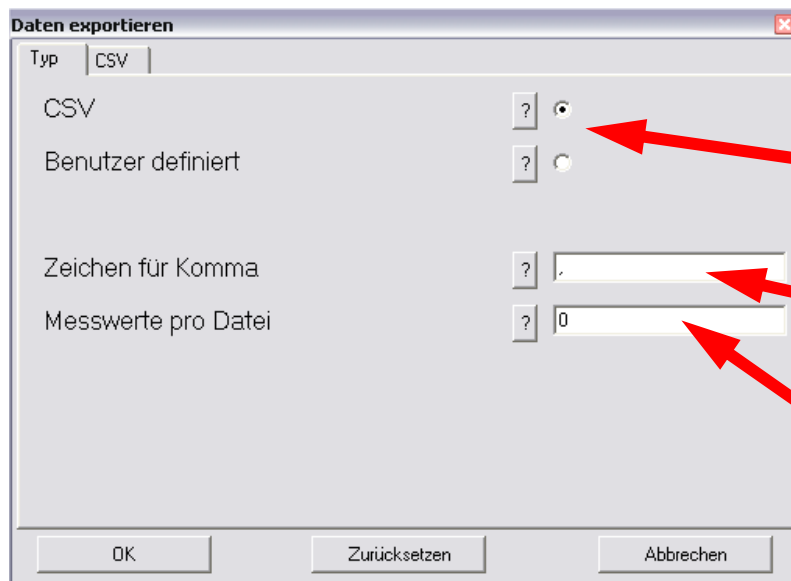 Daten exportieren
Typ CSV
CSV ?
Benutzer definiert ?
Zeichen für Komma ? ,
Messwerte pro Datei ? 0
OK Zurücksetzen Abbrechen